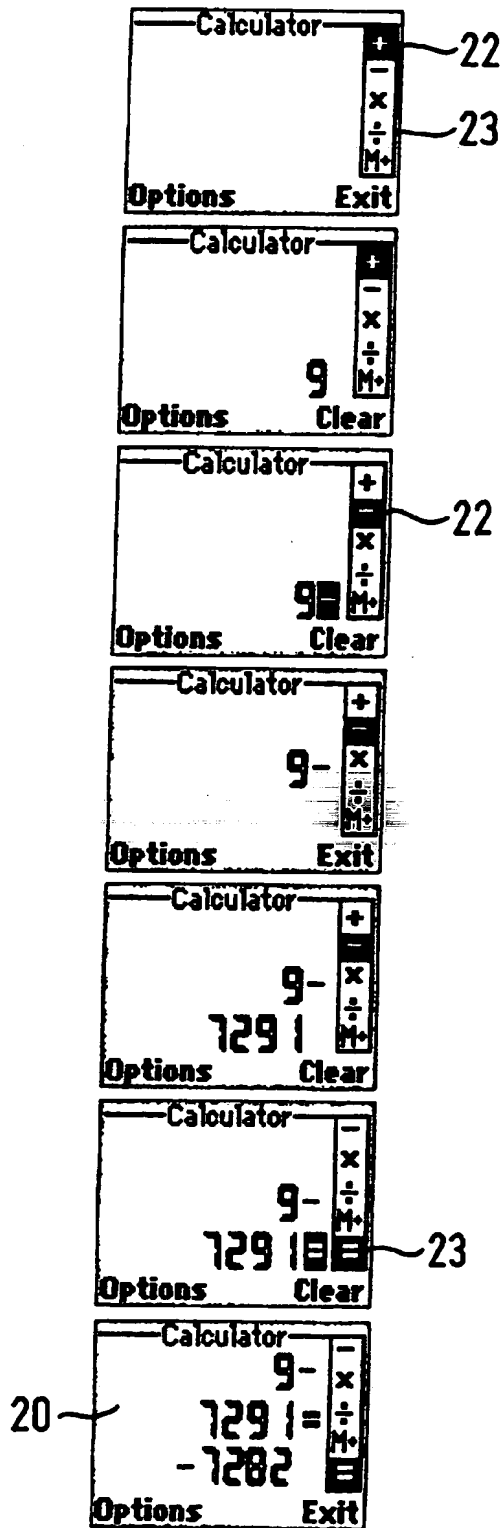 Calculator
+ 22
−
×
÷ 23
M+
Options Exit
Calculator
+
−
×
÷
9 M+
Options Clear
Calculator
+
− 22
×
÷
9− M+
Options Clear
Calculator
+
−
9− ×
÷
M+
Options Exit
Calculator
+
−
9− ×
÷
7291 M+
Options Clear
Calculator
−
×
9− ÷
M+
7291= = 23
Options Clear
Calculator
9− −
×
20 7291= ÷
M+
-7282 =
Options Exit